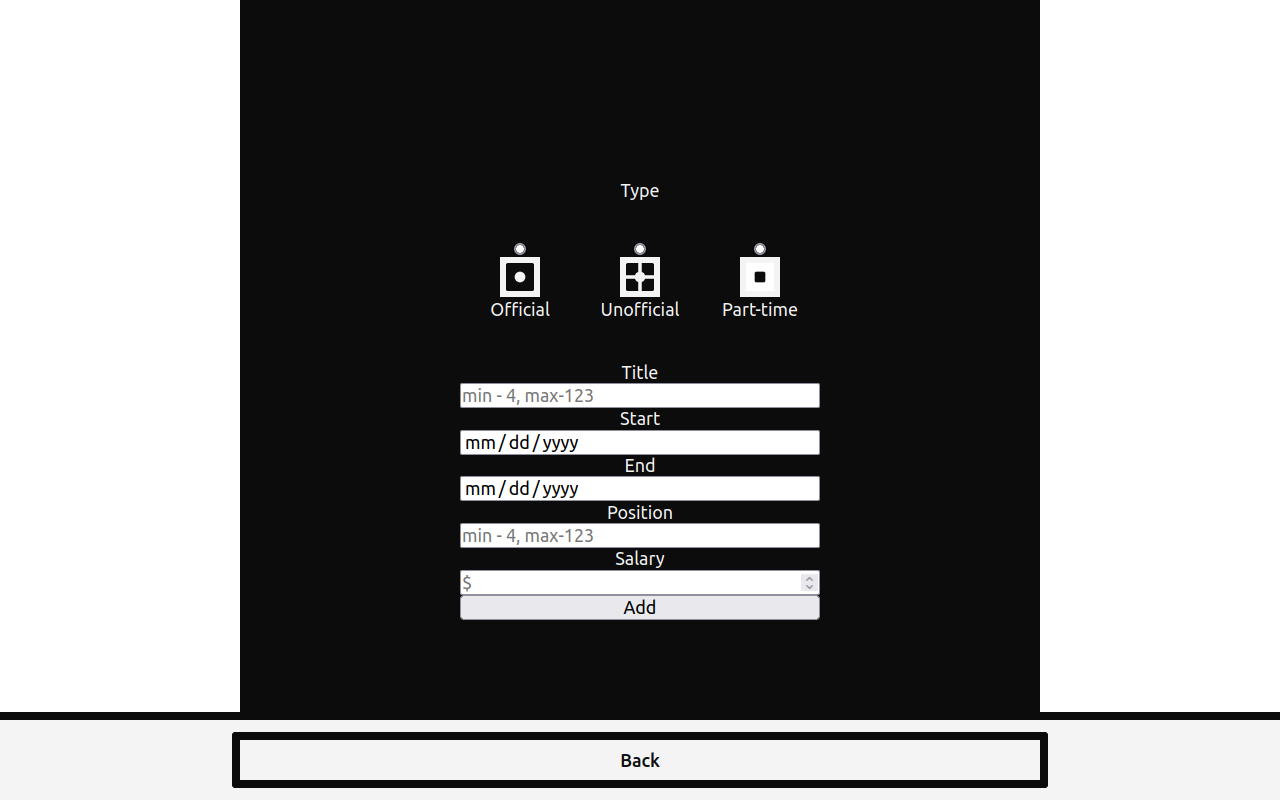 Type
Official Unofficial Part-time
Title
min - 4, max-123
Start
mm/dd/yyyy
End
mm/dd/yyyy
Position
min - 4, max-123
Salary
$
Add
Back